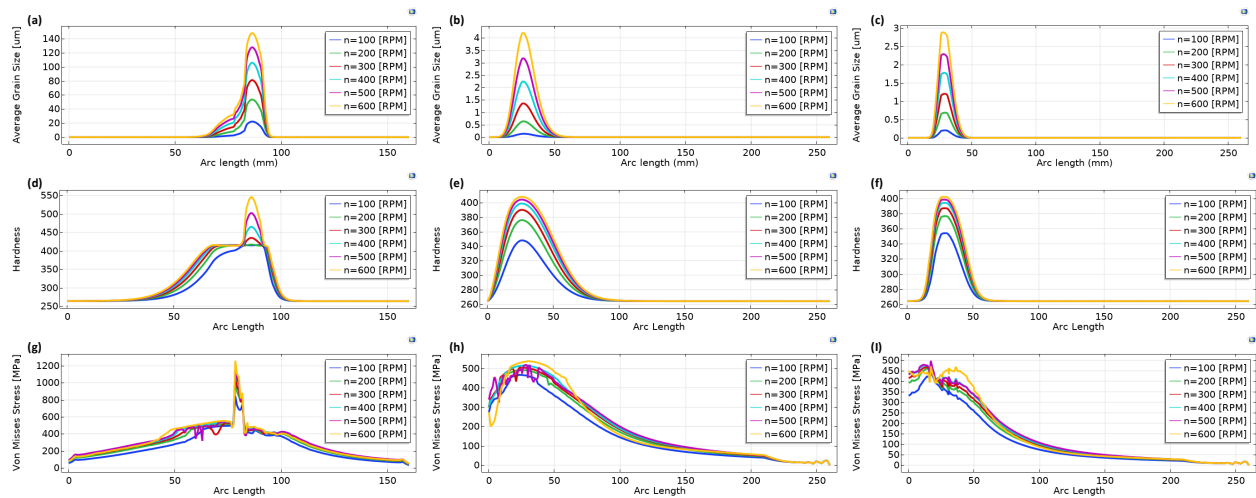 (a)
Average Grain Size [um]
140
120
100
80
60
40
20
0
n=100 [RPM]
n=200 [RPM]
n=300 [RPM]
n=400 [RPM]
n=500 [RPM]
n=600 [RPM]
0 50 100 150
Arc length (mm)
(b)
Average Grain Size [um]
4
3.5
3
2.5
2
1.5
1
0.5
0
n=100 [RPM]
n=200 [RPM]
n=300 [RPM]
n=400 [RPM]
n=500 [RPM]
n=600 [RPM]
0 50 100 150 200 250
Arc length (mm)
(c)
Average Grain Size [um]
3
2.5
2
1.5
1
0.5
0
n=100 [RPM]
n=200 [RPM]
n=300 [RPM]
n=400 [RPM]
n=500 [RPM]
n=600 [RPM]
0 50 100 150 200 250
Arc length (mm)
(d)
Hardness
550
500
450
400
350
300
250
n=100 [RPM]
n=200 [RPM]
n=300 [RPM]
n=400 [RPM]
n=500 [RPM]
n=600 [RPM]
0 50 100 150
Arc Length
(e)
Hardness
400
380
360
340
320
300
280
260
n=100 [RPM]
n=200 [RPM]
n=300 [RPM]
n=400 [RPM]
n=500 [RPM]
n=600 [RPM]
0 50 100 150 200 250
Arc Length
(f)
Hardness
400
380
360
340
320
300
280
260
n=100 [RPM]
n=200 [RPM]
n=300 [RPM]
n=400 [RPM]
n=500 [RPM]
n=600 [RPM]
0 50 100 150 200 250
Arc Length
(g)
Von Misses Stress [MPa]
1200
1000
800
600
400
200
0
n=100 [RPM]
n=200 [RPM]
n=300 [RPM]
n=400 [RPM]
n=500 [RPM]
n=600 [RPM]
0 50 100 150
Arc Length
(h)
Von Misses Stress [MPa]
500
400
300
200
100
0
n=100 [RPM]
n=200 [RPM]
n=300 [RPM]
n=400 [RPM]
n=500 [RPM]
n=600 [RPM]
0 50 100 150 200 250
Arc Length
(I)
Von Misses Stress [MPa]
500
450
400
350
300
250
200
150
100
50
0
n=100 [RPM]
n=200 [RPM]
n=300 [RPM]
n=400 [RPM]
n=500 [RPM]
n=600 [RPM]
0 50 100 150 200 250
Arc Length